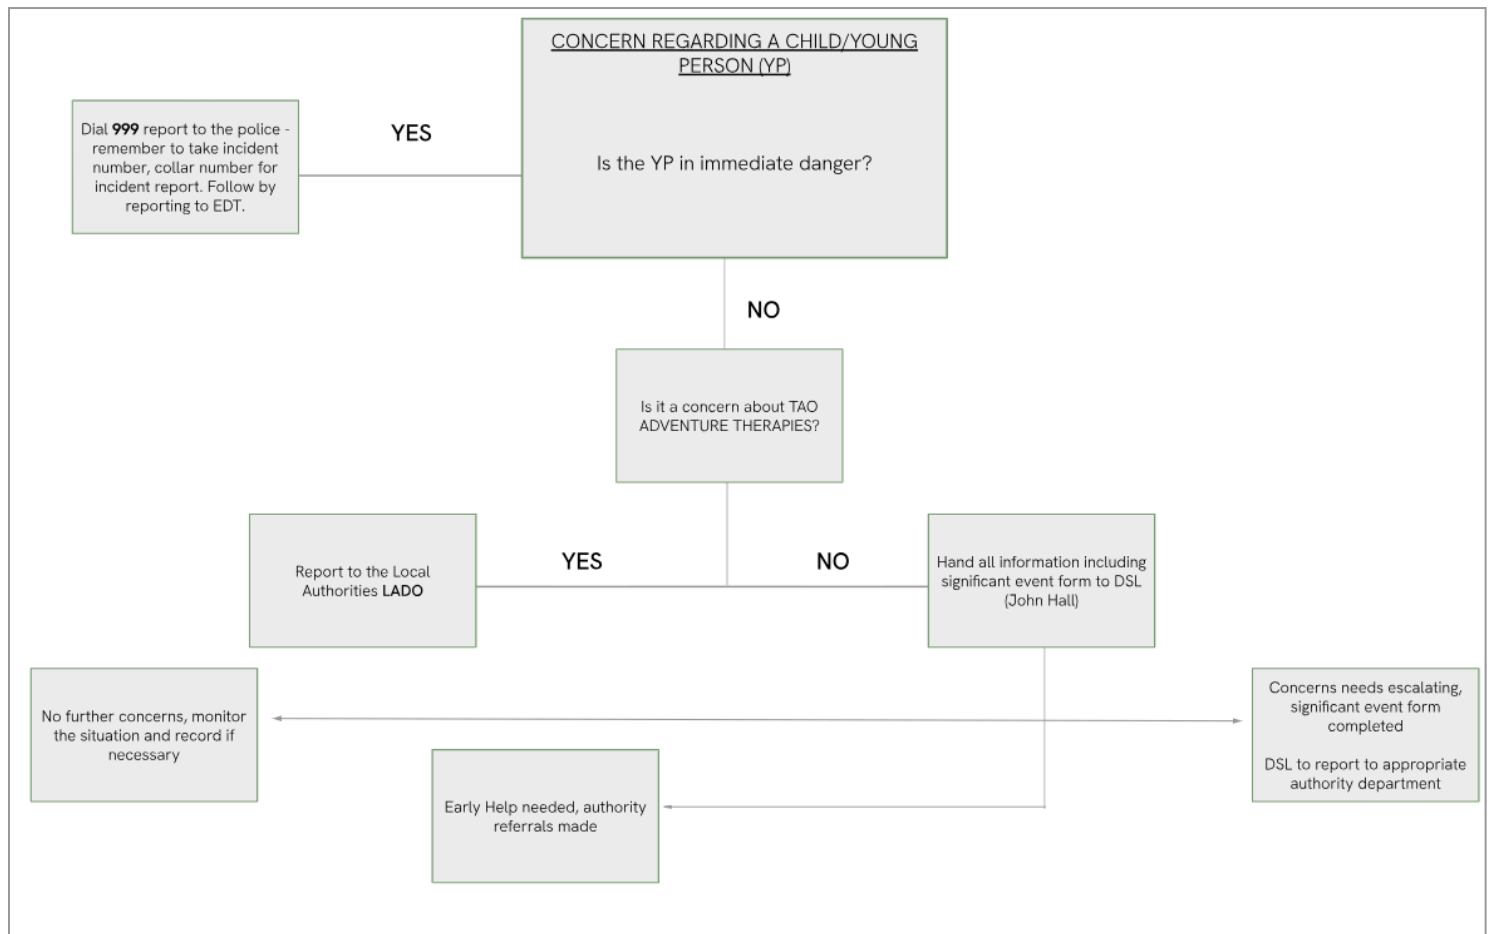 CONCERN REGARDING A CHILD/YOUNG
PERSON (YP)
Is the YP in immediate danger?
YES
Dial 999 report to the police -
remember to take incident
number, collar number for
incident report. Follow by
reporting to EDT.
NO
Is it a concern about TAO
ADVENTURE THERAPIES?
YES
NO
Report to the Local
Authorities LADO
Hand all information including
significant event form to DSL
(John Hall)
No further concerns, monitor
the situation and record if
necessary
Concerns needs escalating,
significant event form
completed
DSL to report to appropriate
authority department
Early Help needed, authority
referrals made